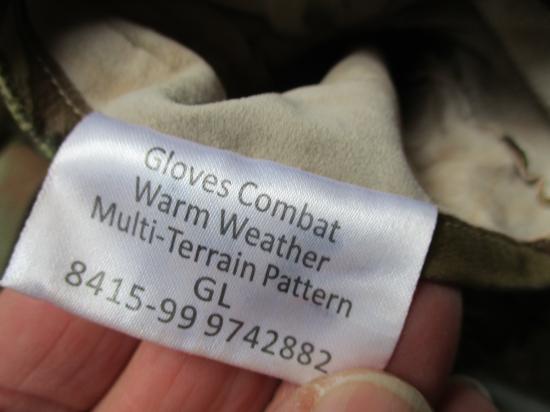 Gloves Combat
Warm Weather
Multi-Terrain Pattern
GL
8415-99 9742882